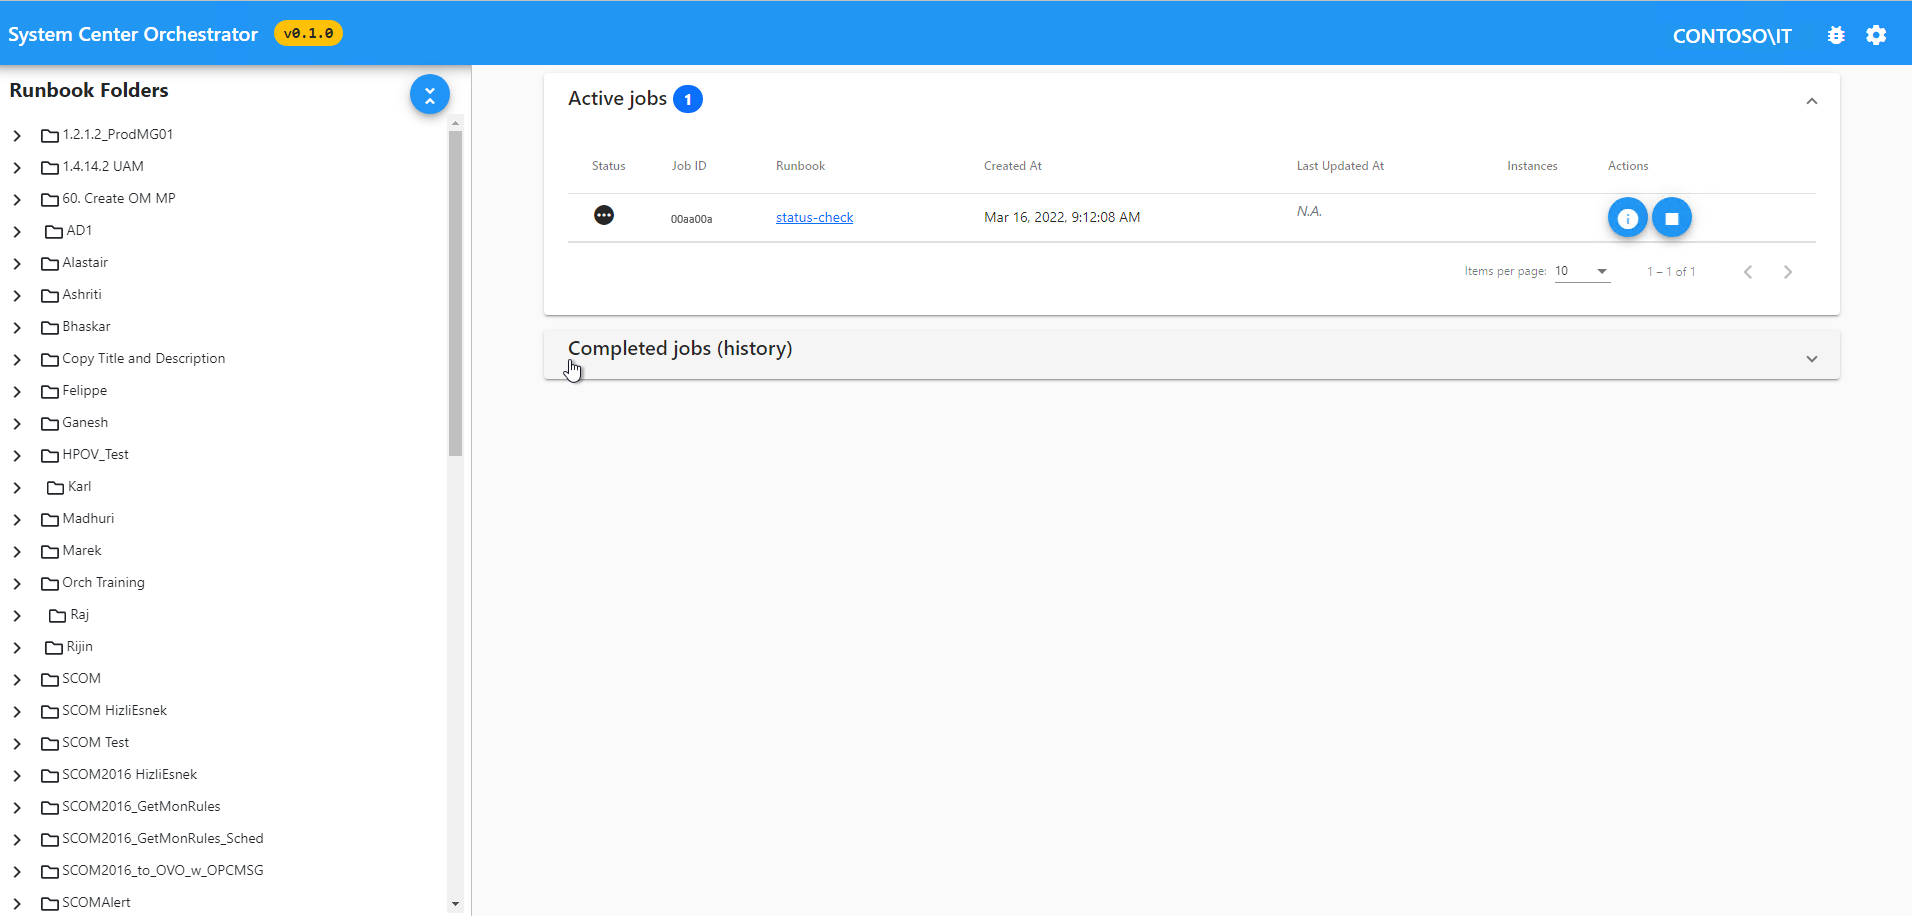 System Center Orchestrator v0.1.0 CONTOSO\IT
Runbook Folders
1.2.1.2_ProdMG01
1.4.14.2 UAM
60. Create OM MP
AD1
Alastair
Ashriti
Bhaskar
Copy Title and Description
Felippe
Ganesh
HPOV_Test
Karl
Madhuri
Marek
Orch Training
Raj
Rijin
SCOM
SCOM HizliEsnek
SCOM Test
SCOM2016 HizliEsnek
SCOM2016_GetMonRules
SCOM2016_GetMonRules_Sched
SCOM2016_to_OVO_w_OPCMSG
SCOMAlert
Active jobs 1
Status Job ID Runbook Created At Last Updated At Instances Actions
00aa00a status-check Mar 16, 2022, 9:12:08 AM N.A.
Items per page: 10 1 – 1 of 1
Completed jobs (history)